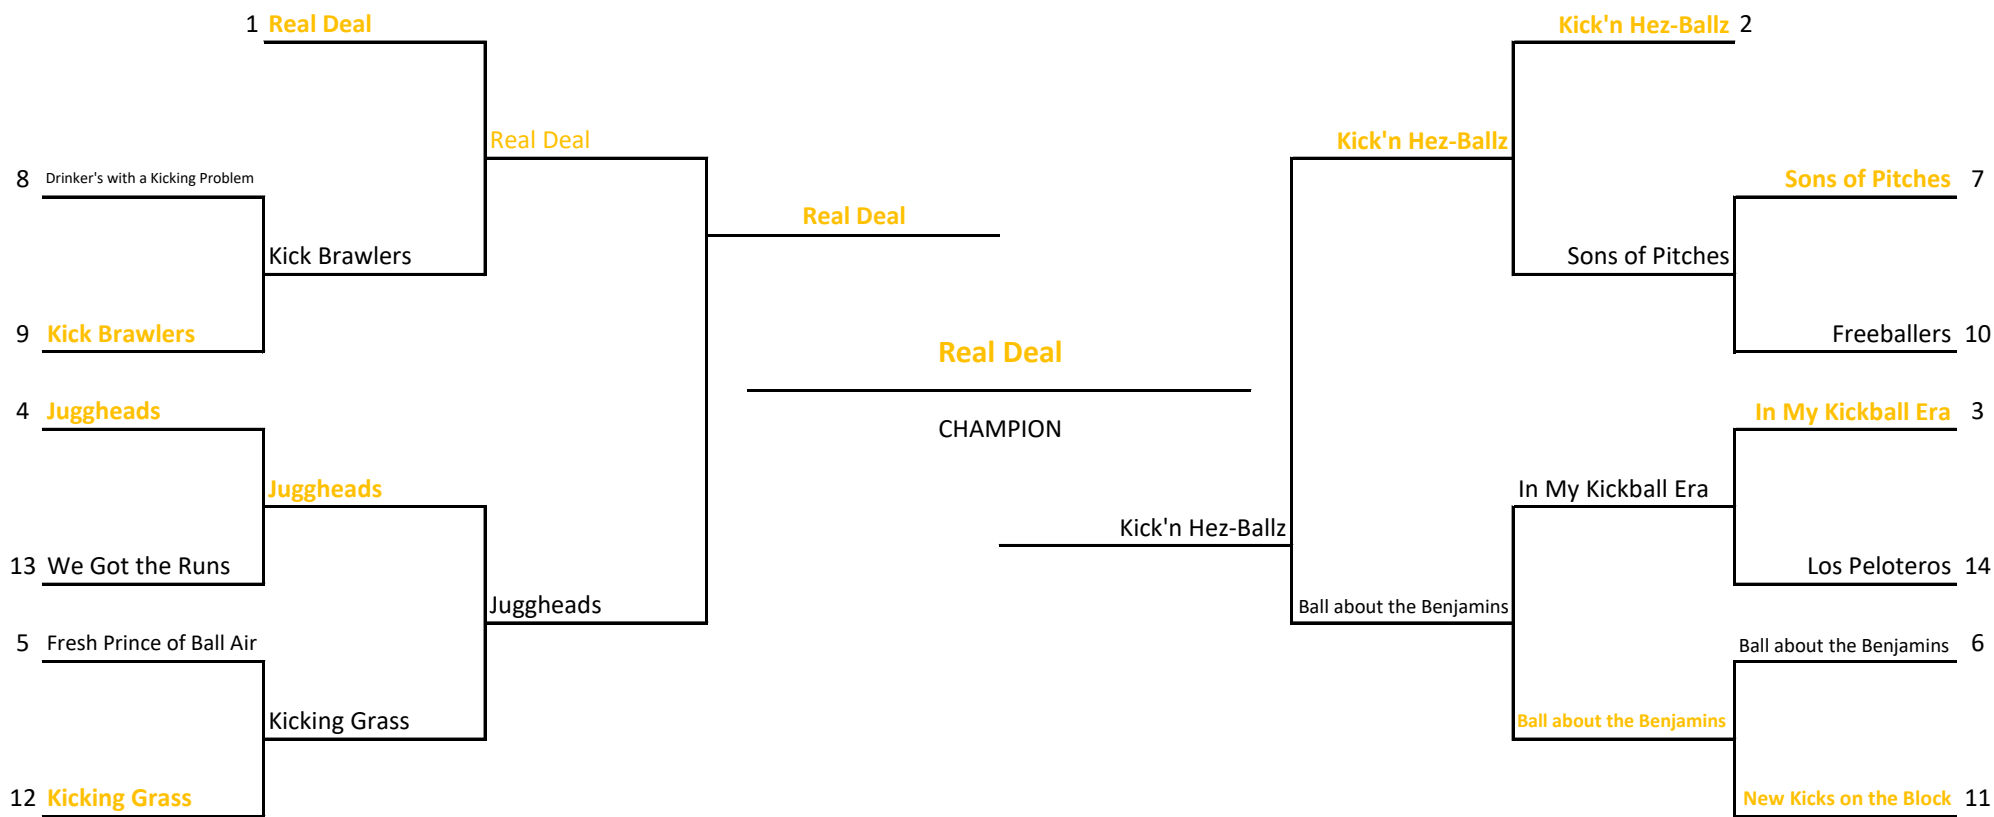 1 Real Deal
Kick'n Hez-Ballz 2
Real Deal
Kick'n Hez-Ballz
8 Drinker's with a Kicking Problem
Sons of Pitches 7
Real Deal
Kick Brawlers
Sons of Pitches
9 Kick Brawlers
Freeballers 10
Real Deal
4 Juggheads
In My Kickball Era 3
CHAMPION
Juggheads
In My Kickball Era
Kick'n Hez-Ballz
13 We Got the Runs
Los Peloteros 14
Juggheads
Ball about the Benjamins
5 Fresh Prince of Ball Air
Ball about the Benjamins 6
Kicking Grass
Ball about the Benjamins
12 Kicking Grass
New Kicks on the Block 11